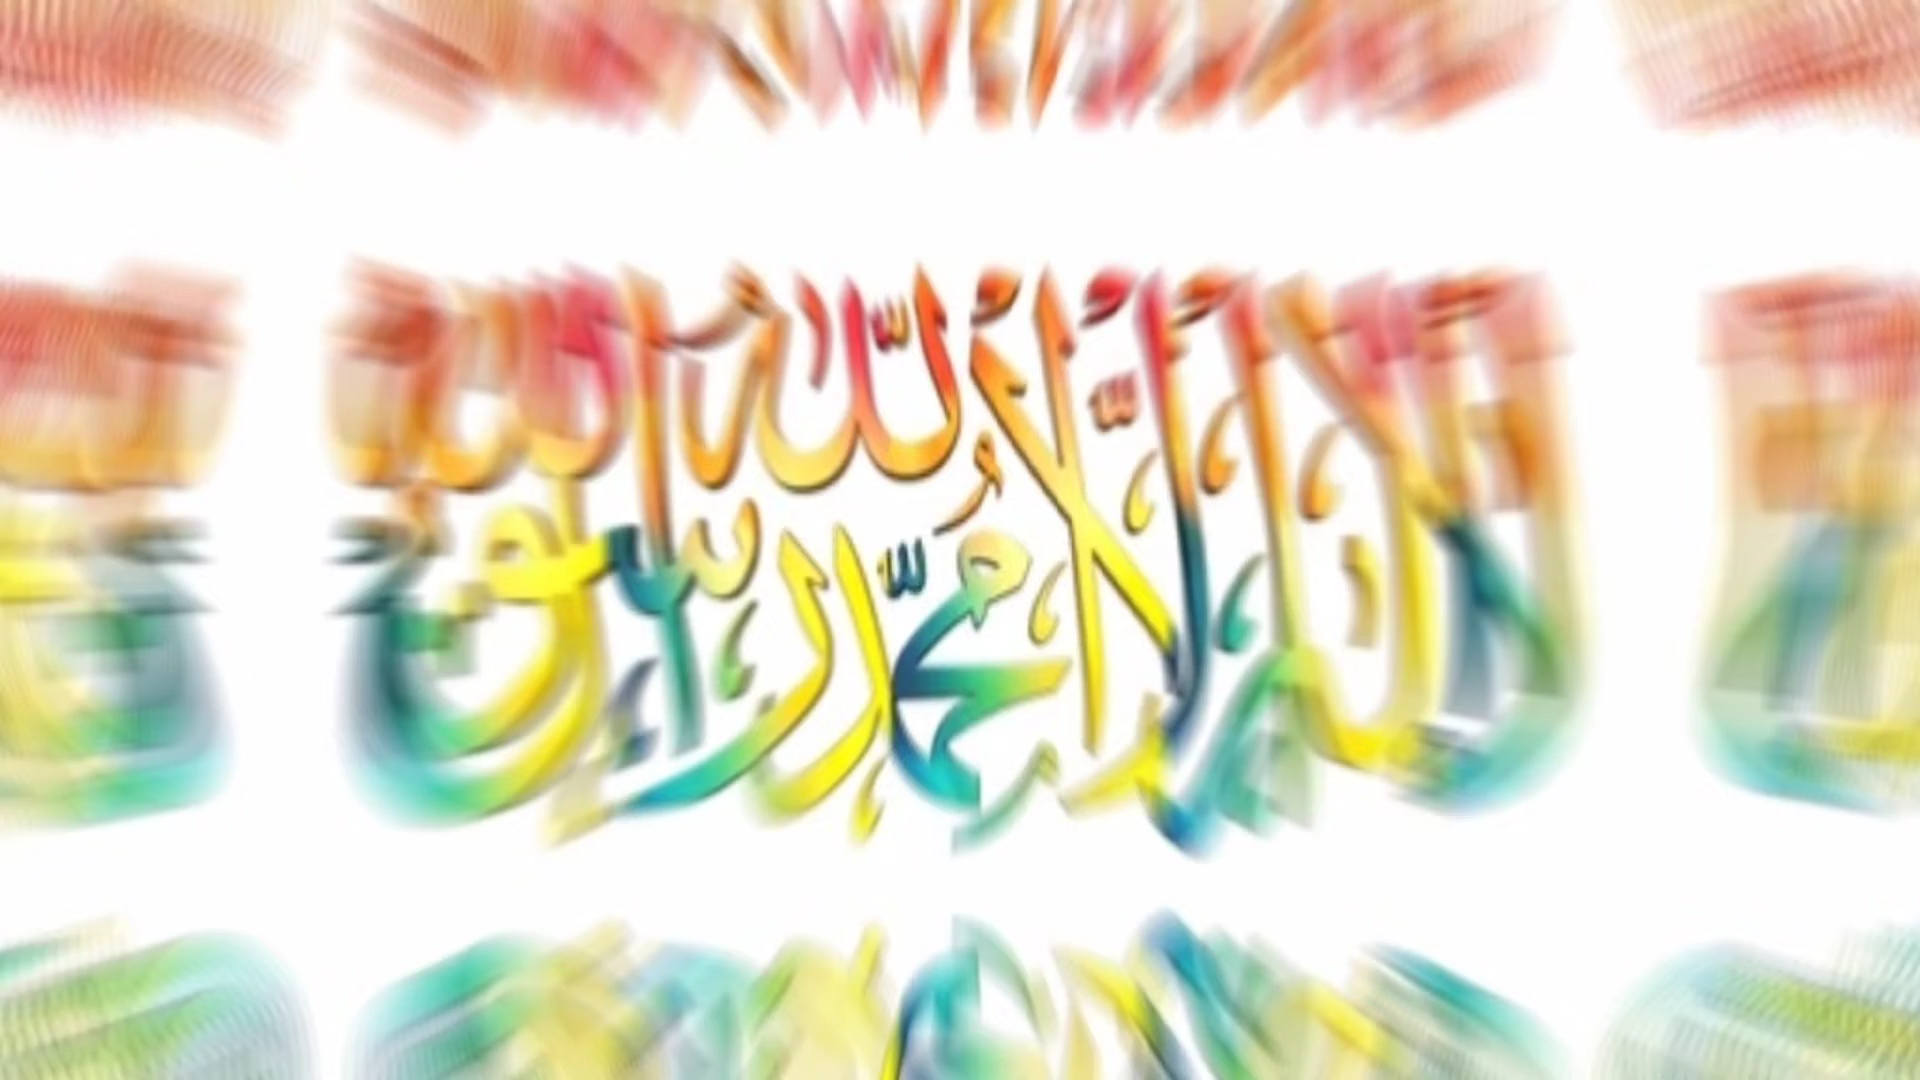 لا إله إلا الله محمد رسول الله